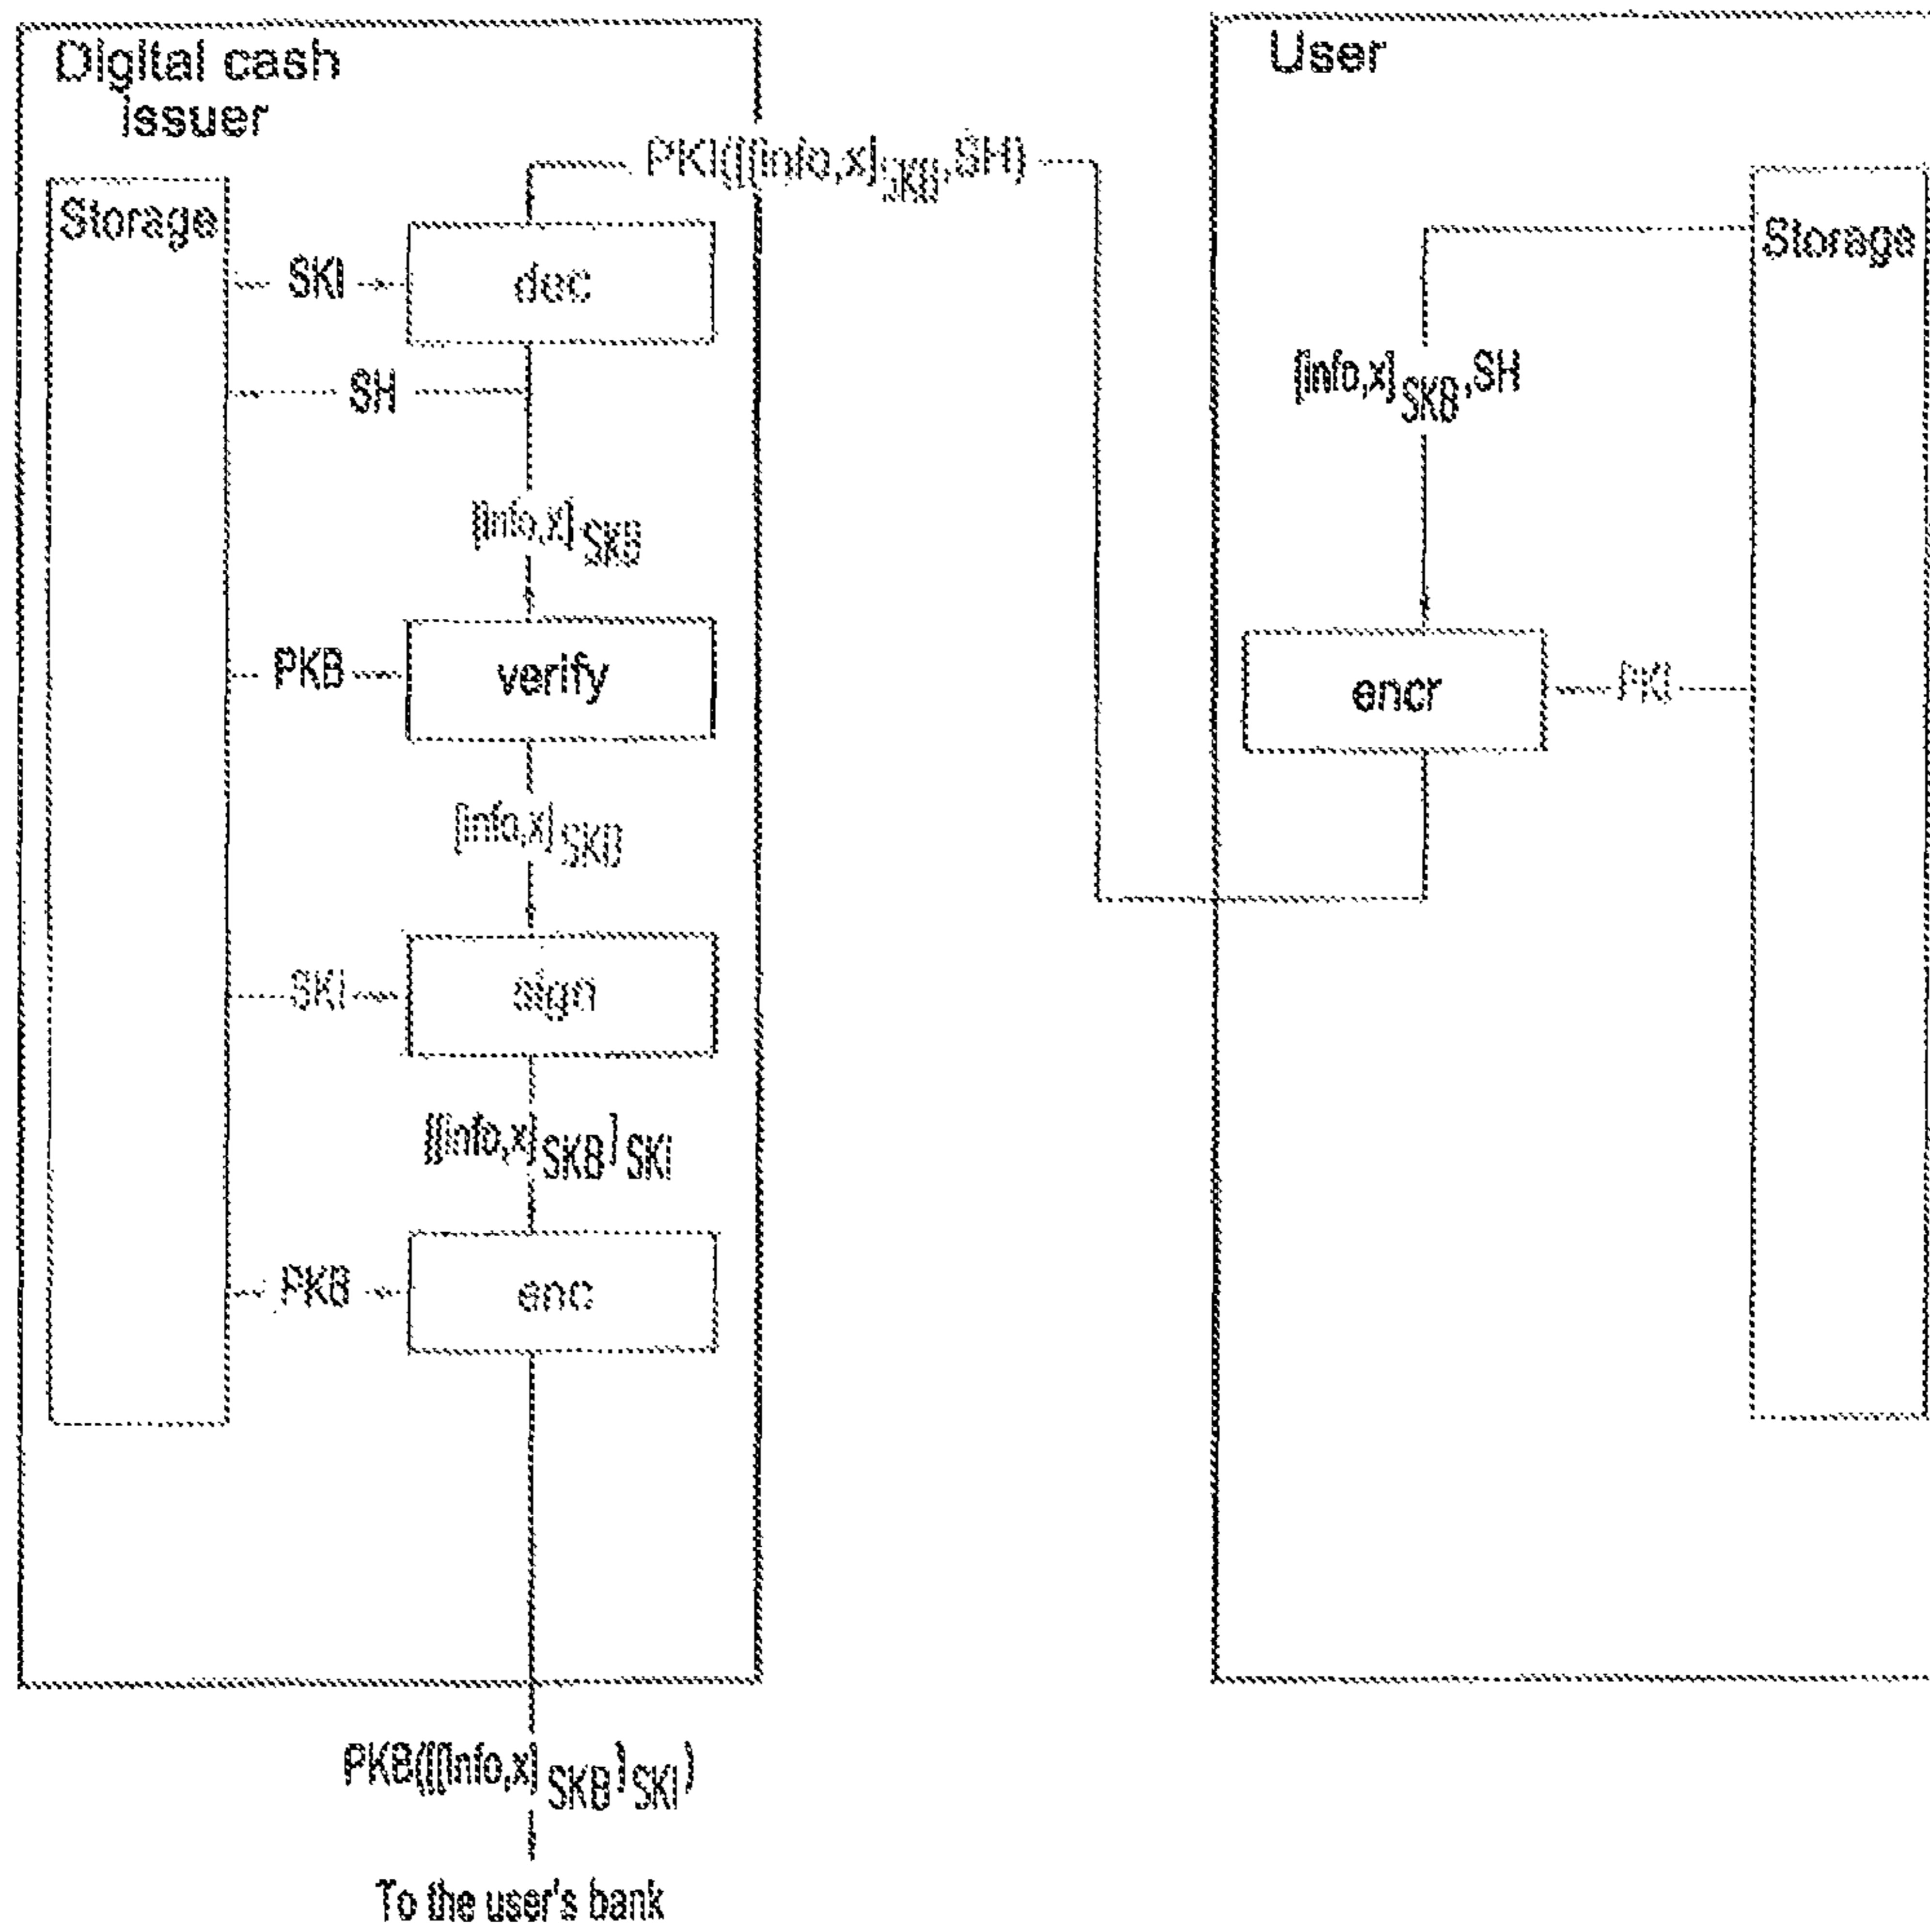 Digital cash
issuer
Storage
SKI
dec
SH
[info,x]SKB
PKB
verify
[info,x]SKB
SKI
sign
[[info,x]SKB]SKI
PKB
enc
PKB([[info,x]SKB]SKI)
To the user's bank
PKI([[info,x]SKB,SH)
User
Storage
[info,x]SKB,SH
encr
PKI